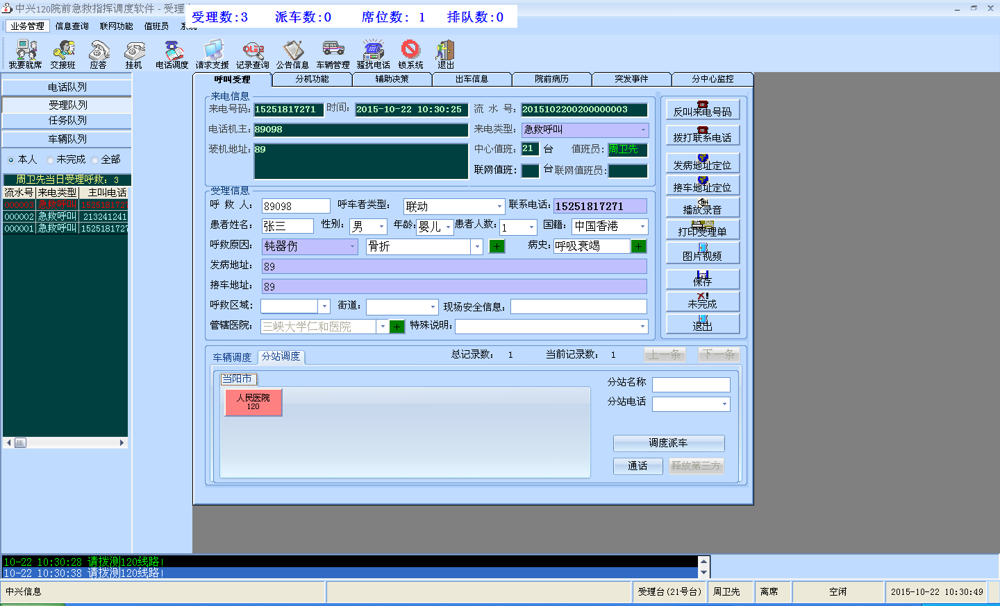 中兴120院前急救指挥调度软件 - 受理
受理数:3 派车数:0 席位数: 1 排队数:0
业务管理 信息查询 联网功能 值班员 系统
我要就席 交接班 应答 挂机 电话调度 请求支援 记录查询 公告信息 车辆管理 骚扰电话 锁系统 退出
电话队列
受理队列
任务队列
车辆队列
本人 未完成 全部
周卫先当日受理呼救: 3
流水号 来电类型 主叫电话
000003 急救呼叫 1525181727
000002 急救呼叫 213241241
000001 急救呼叫 1525181727
呼叫受理 分机功能 辅助决策 出车信息 院前病历 突发事件 分中心监控
来电信息
来电号码: 15251817271 时间: 2015-10-22 10:30:25 流 水 号: 2015102200200000003
电话机主: 89098 来电类型: 急救呼叫
装机地址: 89 中心值班: 21 台 值班员: 周卫先
联网值班: 台 联网值班员:
受理信息
呼 救 人: 89098 呼车者类型: 联动 联系电话: 15251817271
患者姓名: 张三 性别: 男 年龄: 婴儿 患者人数: 1 国籍: 中国香港
呼救原因: 钝器伤 骨折 + 病史: 呼吸衰竭 +
发病地址: 89
接车地址: 89
呼救区域: 街道: 现场安全信息:
管辖医院: 三峡大学仁和医院 + 特殊说明:
反叫来电号码
拨打联系电话
发病地址定位
接车地址定位
播放录音
打印受理单
图片视频
保存
未完成
退出
车辆调度 分站调度 总记录数: 1 当前记录数: 1 上一条 下一条
当阳市
人民医院
120
分站名称
分站电话
调度派车
通话 释放第三方
10-22 10:30:28 请拨测120线路!
10-22 10:30:38 请拨测120线路!
中兴信息 受理台(21号台) 周卫先 离席 空闲 2015-10-22 10:30:49